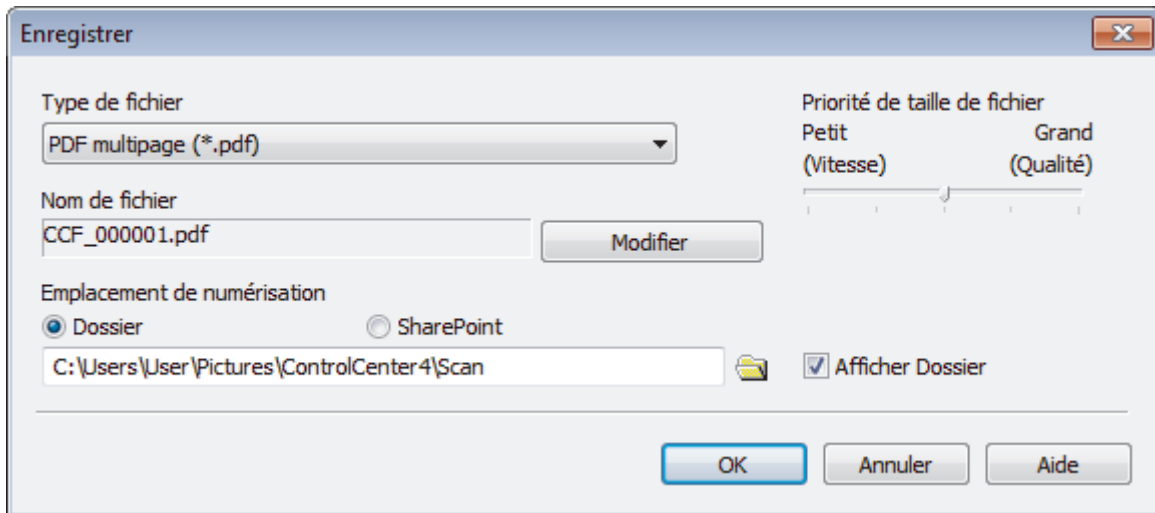 Enregistrer
Type de fichier
PDF multipage (*.pdf)
Priorité de taille de fichier
Petit Grand
(Vitesse) (Qualité)
Nom de fichier
CCF_000001.pdf
Modifier
Emplacement de numérisation
Dossier
SharePoint
C:\Users\User\Pictures\ControlCenter4\Scan
Afficher Dossier
OK
Annuler
Aide